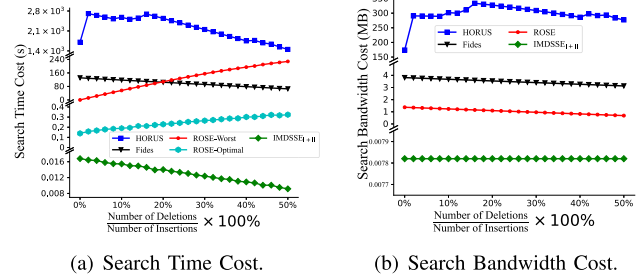 Search Time Cost (s)
2,8 × 10³
2,1 × 10³
1,4 × 10³
240
160
80
0
0.4
0.3
0.2
0.1
0,016
0,012
0,008
HORUS
Fides
ROSE-Worst
ROSE-Optimal
IMDSSE I+II
0% 10% 20% 30% 40% 50%
Number of Deletions
Number of Insertions × 100%
(a) Search Time Cost.
Search Bandwidth Cost (MB)
350
300
250
200
150
4
3
2
1
0
0.0079
0.0078
0.0077
HORUS
Fides
ROSE
IMDSSE I+II
0% 10% 20% 30% 40% 50%
Number of Deletions
Number of Insertions × 100%
(b) Search Bandwidth Cost.